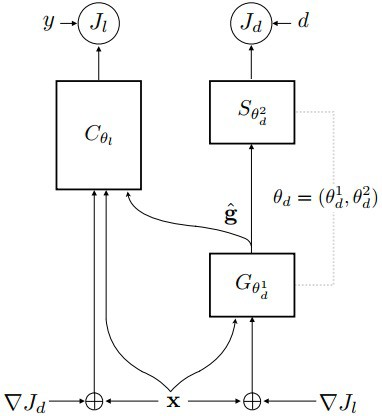 y J_l J_d d
C_{θ_l} S_{θ_d^2}
ĝ θ_d = (θ_d^1, θ_d^2)
G_{θ_d^1}
∇J_d x ∇J_l